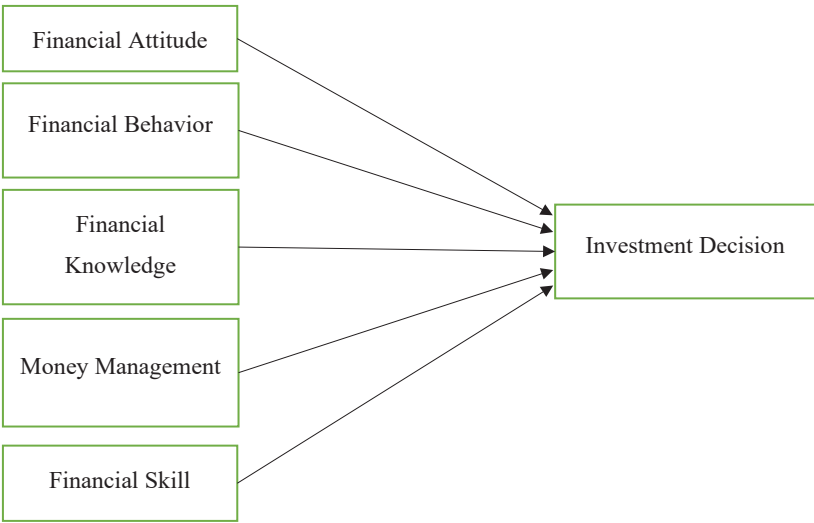 Financial Attitude
Financial Behavior
Financial
Knowledge
Money Management
Financial Skill
Investment Decision